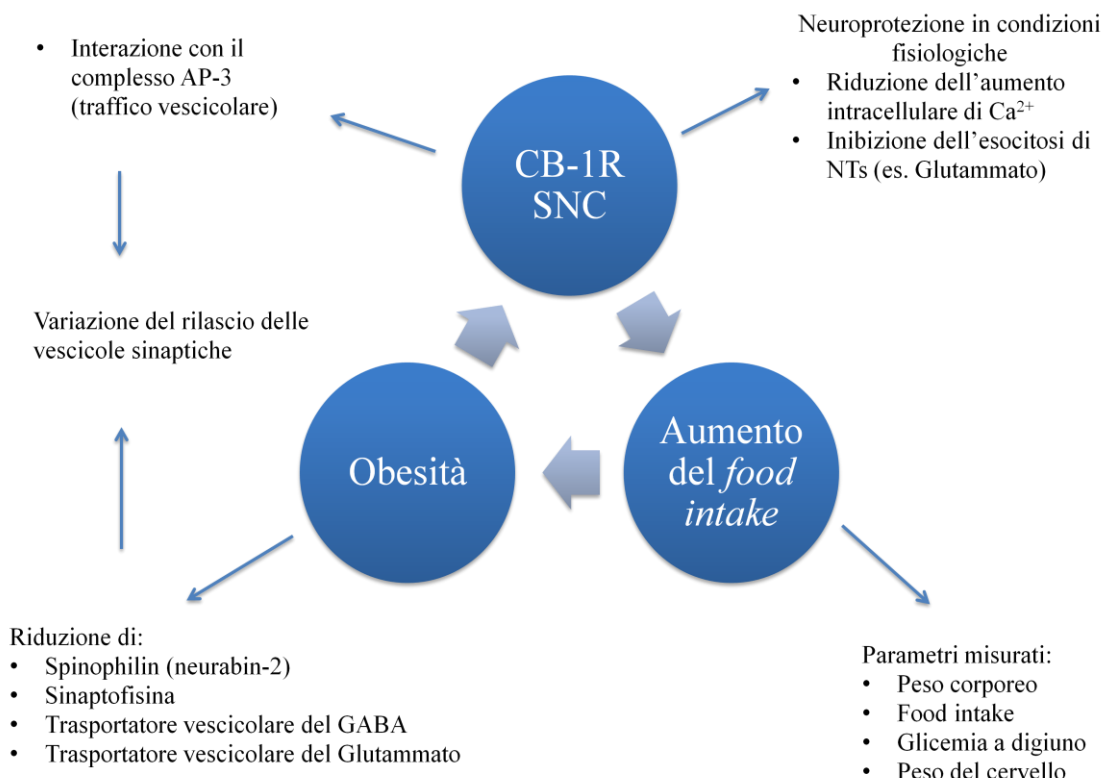 • Interazione con il
complesso AP-3
(traffico vescicolare)
Neuroprotezione in condizioni
fisiologiche
• Riduzione dell'aumento
intracellulare di Ca²⁺
• Inibizione dell'esocitosi di
NTs (es. Glutammato)
CB-1R
SNC
Variazione del rilascio delle
vescicole sinaptiche
Obesità
Aumento
del food
intake
Riduzione di:
• Spinophilin (neurabin-2)
• Sinaptofisina
• Trasportatore vescicolare del GABA
• Trasportatore vescicolare del Glutammato
Parametri misurati:
• Peso corporeo
• Food intake
• Glicemia a digiuno
• Peso del cervello